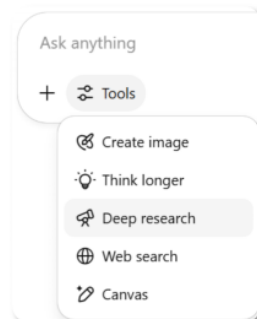 Ask anything
Tools
Create image
Think longer
Deep research
Web search
Canvas